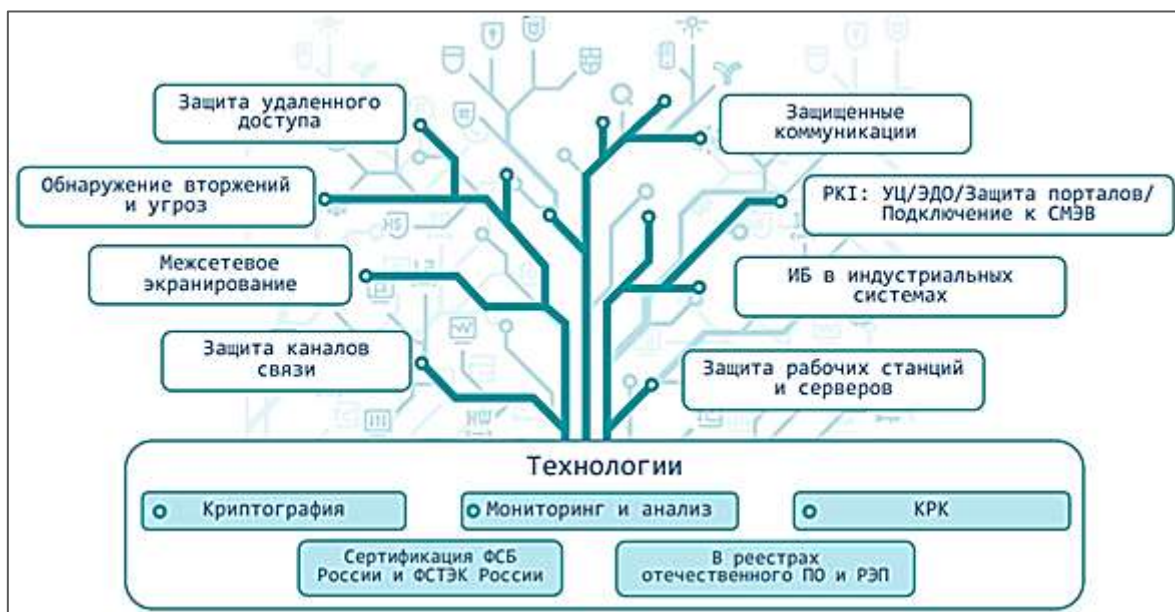 Защита удаленного
доступа
Защищенные
коммуникации
Обнаружение вторжений
и угроз
PKI: УЦ/ЭДО/Защита порталов/
Подключение к СМЭВ
Межсетевое
экранирование
ИБ в индустриальных
системах
Защита каналов
связи
Защита рабочих станций
и серверов
Технологии
Криптография
Мониторинг и анализ
КРК
Сертификация ФСБ
России и ФСТЭК России
В реестрах
отечественного ПО и РЭП